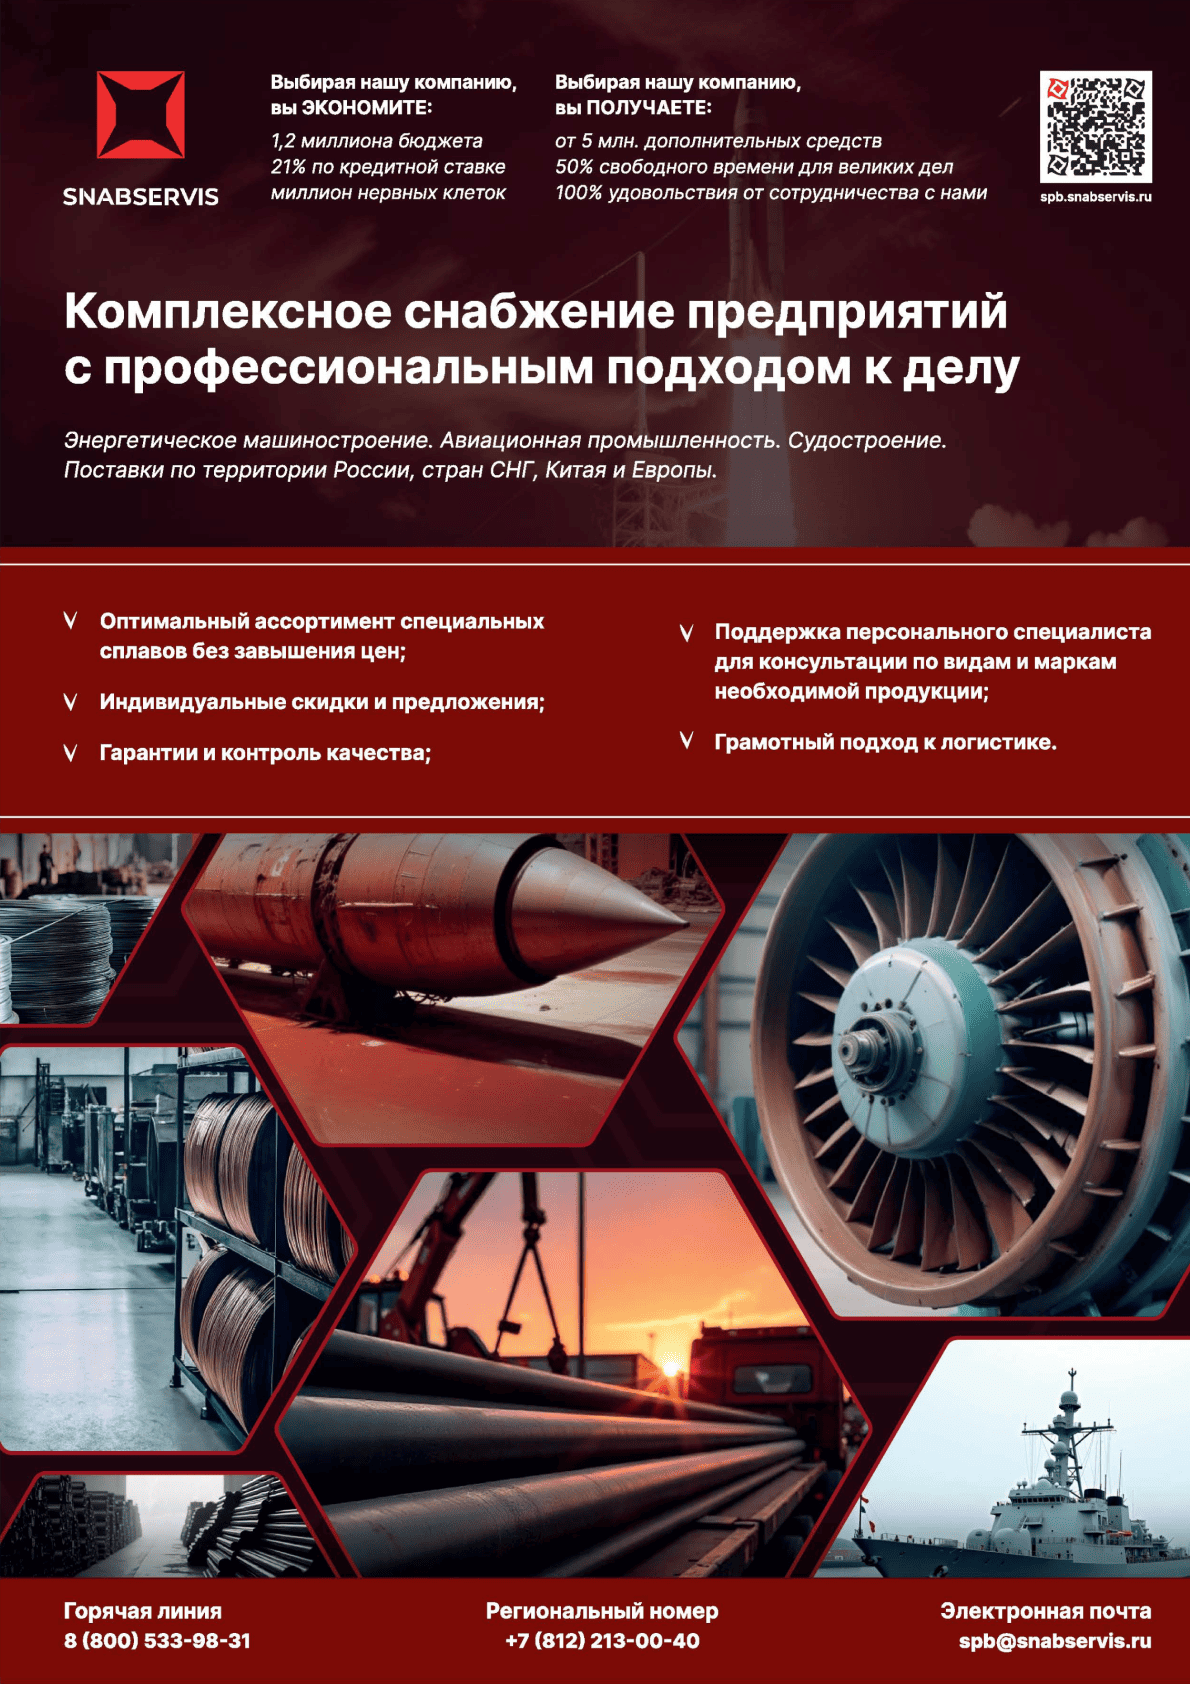 SNABSERVIS
Выбирая нашу компанию,
вы ЭКОНОМИТЕ:
1,2 миллиона бюджета
21% по кредитной ставке
миллион нервных клеток
Выбирая нашу компанию,
вы ПОЛУЧАЕТЕ:
от 5 млн. дополнительных средств
50% свободного времени для великих дел
100% удовольствия от сотрудничества с нами
spb.snabservis.ru
Комплексное снабжение предприятий
с профессиональным подходом к делу
Энергетическое машиностроение. Авиационная промышленность. Судостроение.
Поставки по территории России, стран СНГ, Китая и Европы.
Оптимальный ассортимент специальных
сплавов без завышения цен;
Индивидуальные скидки и предложения;
Гарантии и контроль качества;
Поддержка персонального специалиста
для консультации по видам и маркам
необходимой продукции;
Грамотный подход к логистике.
Горячая линия
8 (800) 533-98-31
Региональный номер
+7 (812) 213-00-40
Электронная почта
spb@snabservis.ru